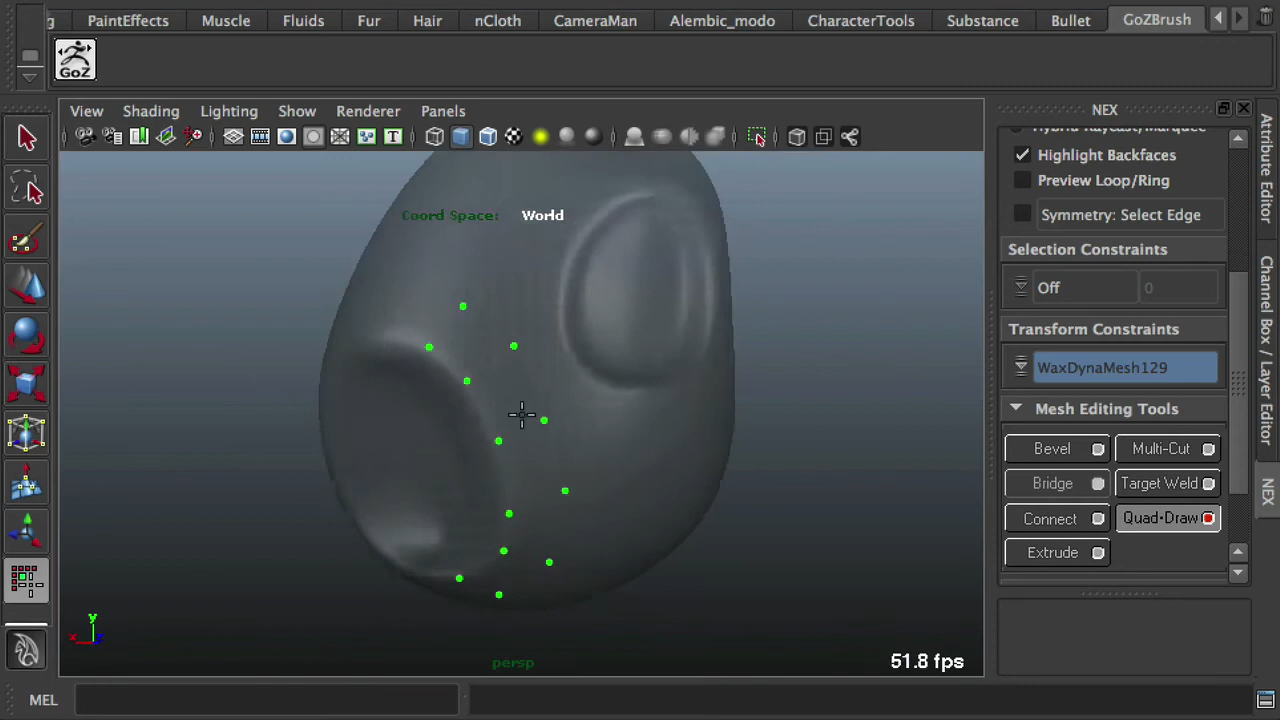 g PaintEffects Muscle Fluids Fur Hair nCloth CameraMan Alembic_modo CharacterTools Substance Bullet GoZBrush
GoZ
View Shading Lighting Show Renderer Panels
T
Coord Space: World
y
x z
persp
51.8 fps
NEX
Hybrid Raycast/Marquee
Highlight Backfaces
Preview Loop/Ring
Symmetry: Select Edge
Selection Constraints
Off 0
Transform Constraints
WaxDynaMesh129
Mesh Editing Tools
Bevel Multi-Cut
Bridge Target Weld
Connect Quad•Draw
Extrude
Attribute Editor
Channel Box / Layer Editor
NEX
MEL